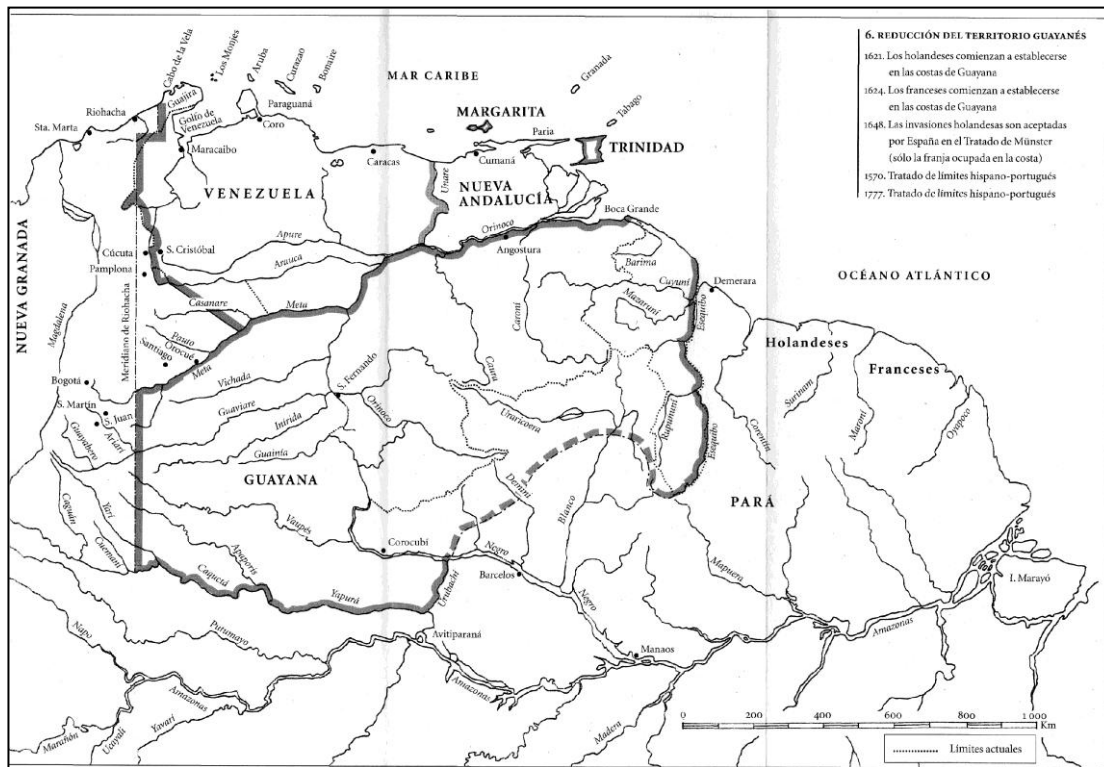 6. REDUCCIÓN DEL TERRITORIO GUAYANÉS
1621. Los holandeses comienzan a establecerse
en las costas de Guayana
1624. Los franceses comienzan a establecerse
en las costas de Guayana
1648. Las invasiones holandesas son aceptadas
por España en el Tratado de Münster
(sólo la franja ocupada en la costa)
1570. Tratado de límites hispano-portugués
1777. Tratado de límites hispano-portugués
Cabo de la Vela
Los Monjes
Aruba
Curazao
Bonaire
MAR CARIBE
Granada
Tabago
Riohacha
Guajira
Golfo de
Venezuela
Paraguaná
Coro
MARGARITA
Paria
TRINIDAD
Sta. Marta
Maracaibo
Caracas
Cumaná
VENEZUELA
Unare
NUEVA
ANDALUCÍA
Boca Grande
Orinoco
Angostura
Apure
Arauca
Cúcuta
S. Cristóbal
Pamplona
NUEVA GRANADA
Magdalena
Meridiano de Riohacha
Casanare
Meta
Caroní
Barima
Cuyuní
Mazaruni
Demerara
Esequibo
OCÉANO ATLÁNTICO
Pauto
Santiago
Orocué
Meta
Holandeses
Franceses
Bogotá
S. Martín
S. Juan
Ariari
Guayabero
Vichada
Guaviare
Inirida
Guainía
S. Fernando
Orinoco
Caura
Uraricoera
Rupununi
Esequibo
Corentín
Surinam
Maroni
Oyapoco
GUAYANA
Demini
Blanco
PARÁ
Caguán
Yarí
Cuemaní
Vaupés
Apaporis
Corocubí
Negro
Barcelos
Mapuera
I. Marayó
Caquciá
Yapurá
Urubachi
Negro
Napo
Putumayo
Avitiparaná
Manaos
Amazonas
Amazonas
Amazonas
Marañón
Ucayali
Yavari
Madera
0 200 400 600 800 1 000
Km
Límites actuales